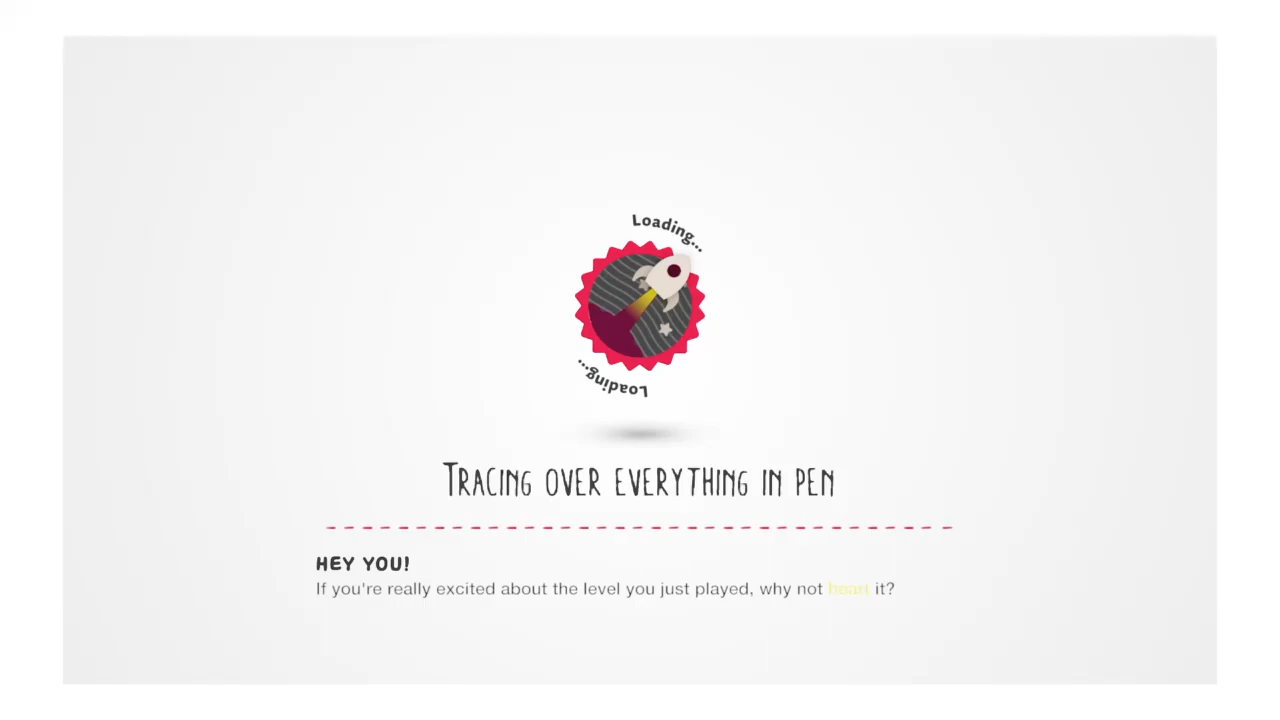 Loading...
Loading...
Tracing over everything in pen
HEY YOU!
If you're really excited about the level you just played, why not heart it?